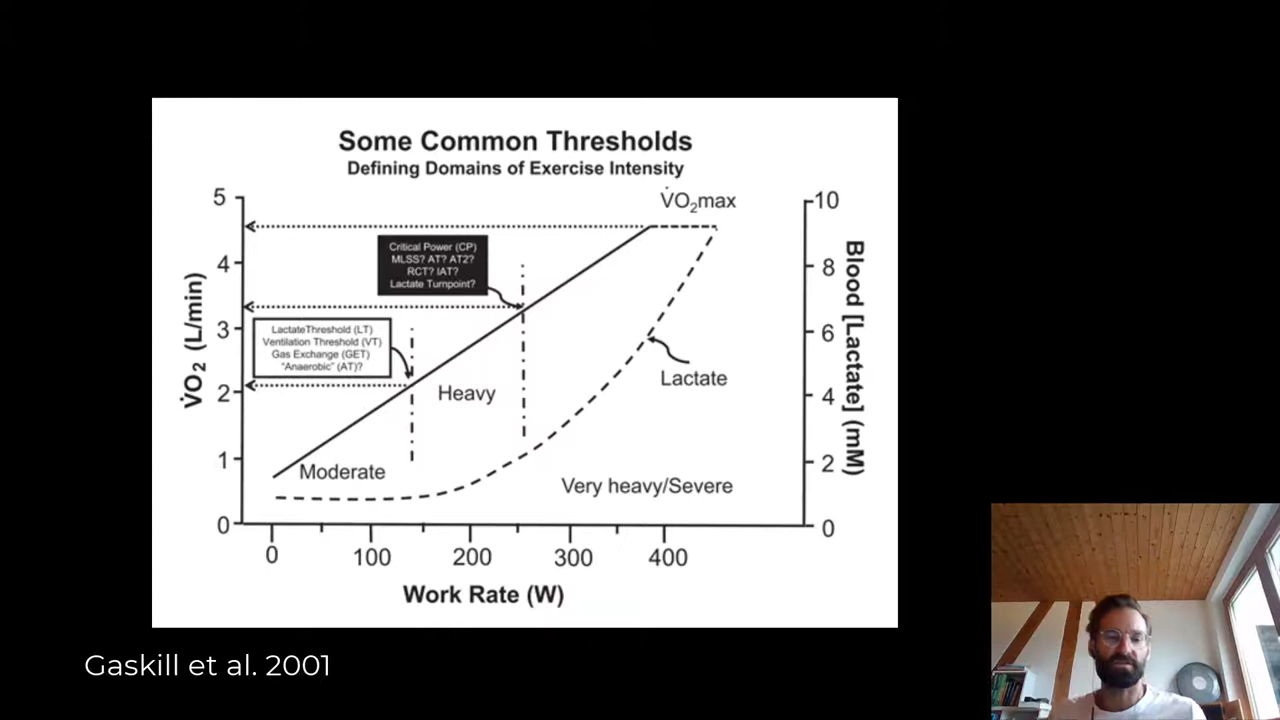 Some Common Thresholds
Defining Domains of Exercise Intensity
V̇O2max
Critical Power (CP)
MLSS? AT? AT2?
RCT? IAT?
Lactate Turnpoint?
LactateThreshold (LT)
Ventilation Threshold (VT)
Gas Exchange (GET)
"Anaerobic" (AT)?
Heavy
Moderate
Lactate
Very heavy/Severe
V̇O2 (L/min)
5
4
3
2
1
0
Blood [Lactate] (mM)
10
8
6
4
2
0
0 100 200 300 400
Work Rate (W)
Gaskill et al. 2001